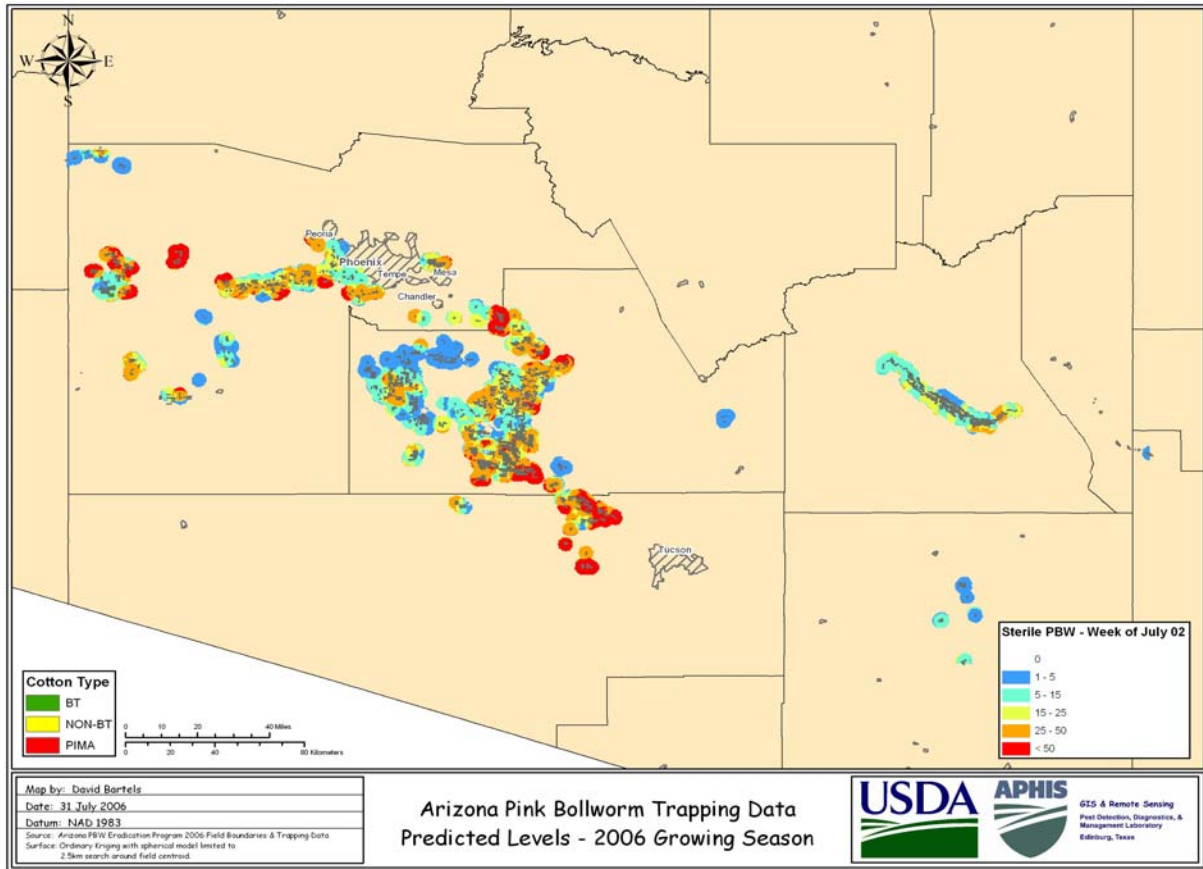 N
W E
S
Peoria
Phoenix
Tempe
Mesa
Chandler
Tucson
Sterile PBW - Week of July 02
0
1 - 5
5 - 15
15 - 25
25 - 50
< 50
Cotton Type
BT
NON-BT
PIMA
0 10 20 40 Miles
0 20 40 80 Kilometers
Map by: David Bartels
Date: 31 July 2006
Datum: NAD 1983
Source: Arizona PBW Eradication Program 2006 Field Boundaries & Trapping Data
Surface: Ordinary Kriging with spherical model limited to
2.5km search around field centroid.
Arizona Pink Bollworm Trapping Data
Predicted Levels - 2006 Growing Season
USDA
APHIS
GIS & Remote Sensing
Pest Detection, Diagnostics, &
Management Laboratory
Edinburg, Texas